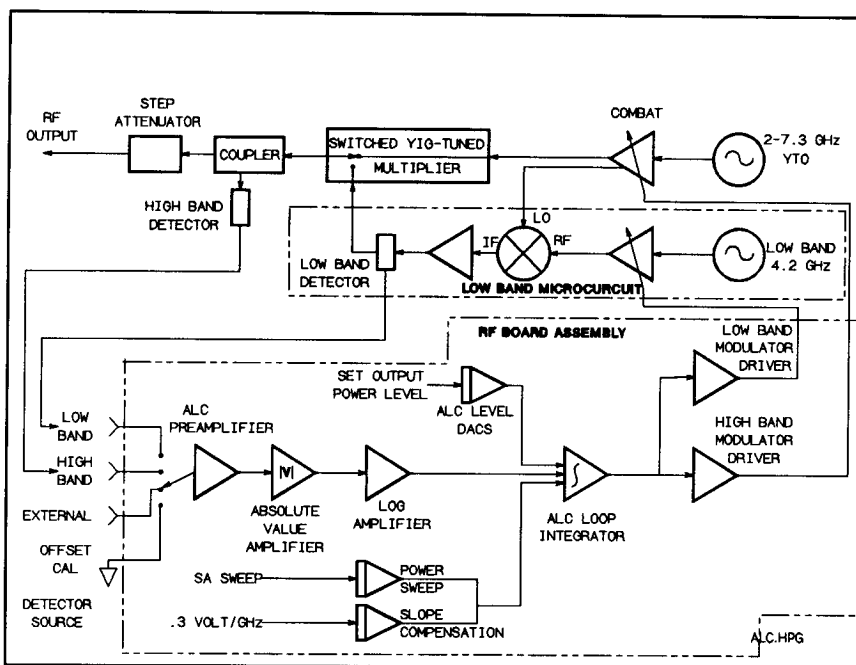 RF
OUTPUT
STEP
ATTENUATOR
COUPLER
SWITCHED YIG-TUNED
MULTIPLIER
COMBAT
2-7.3 GHz
YTO
HIGH BAND
DETECTOR
LOW BAND
DETECTOR
LO
IF
RF
LOW BAND
4.2 GHz
LOW BAND MICROCURCUIT
RF BOARD ASSEMBLY
LOW BAND
MODULATOR
DRIVER
SET OUTPUT
POWER LEVEL
ALC LEVEL
DACS
LOW
BAND
ALC
PREAMPLIFIER
HIGH BAND
MODULATOR
DRIVER
HIGH
BAND
|V|
∫
EXTERNAL
ABSOLUTE
VALUE
AMPLIFIER
LOG
AMPLIFIER
ALC LOOP
INTEGRATOR
OFFSET
CAL
DETECTOR
SOURCE
SA SWEEP
POWER
SWEEP
.3 VOLT/GHz
SLOPE
COMPENSATION
ALC.HPG